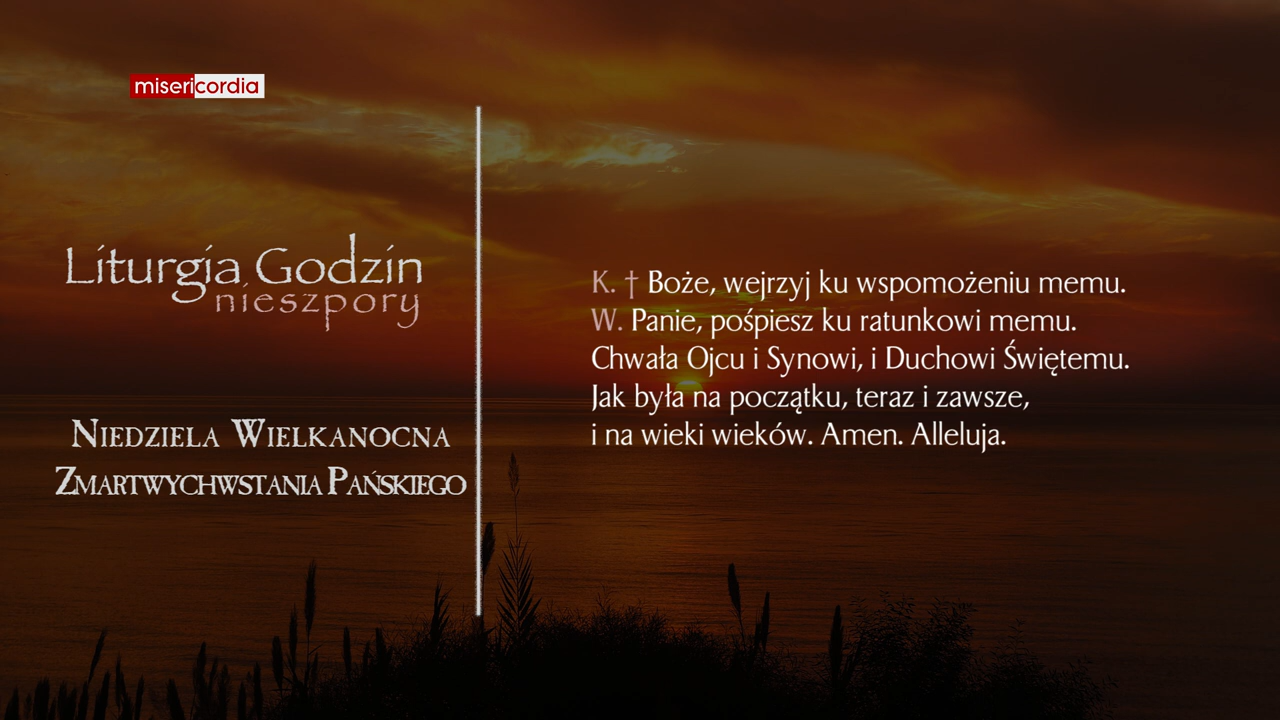 misericordia
Liturgia Godzin
nieszpory
Niedziela Wielkanocna
Zmartwychwstania Pańskiego
K. † Boże, wejrzyj ku wspomożeniu memu.
W. Panie, pośpiesz ku ratunkowi memu.
Chwała Ojcu i Synowi, i Duchowi Świętemu.
Jak była na początku, teraz i zawsze,
i na wieki wieków. Amen. Alleluja.